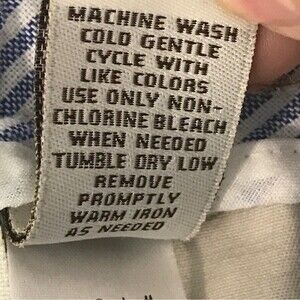 MACHINE WASH
COLD GENTLE
CYCLE WITH
LIKE COLORS
USE ONLY NON-
CHLORINE BLEACH
WHEN NEEDED
TUMBLE DRY LOW
REMOVE
PROMPTLY
WARM IRON
AS NEEDED